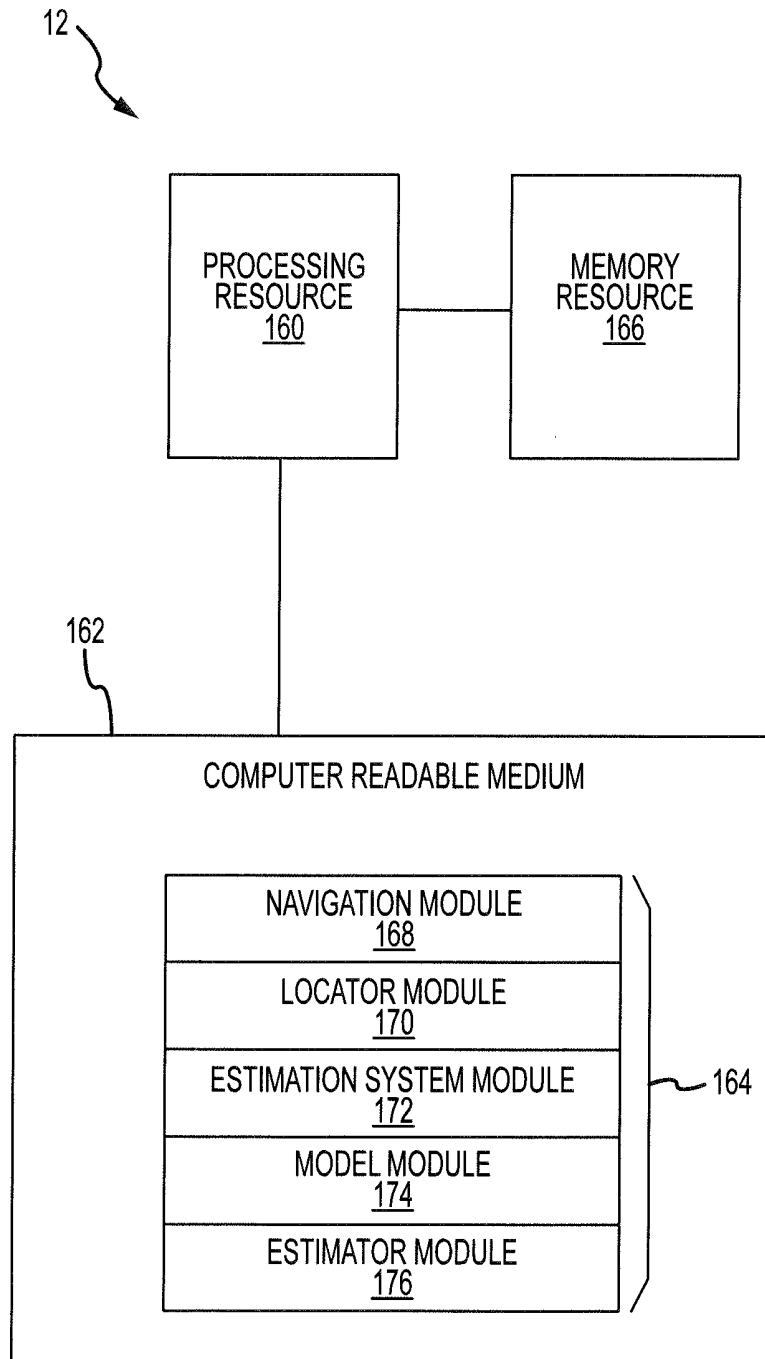 12
PROCESSING
RESOURCE
160
MEMORY
RESOURCE
166
162
COMPUTER READABLE MEDIUM
NAVIGATION MODULE
168
LOCATOR MODULE
170
ESTIMATION SYSTEM MODULE
172
164
MODEL MODULE
174
ESTIMATOR MODULE
176